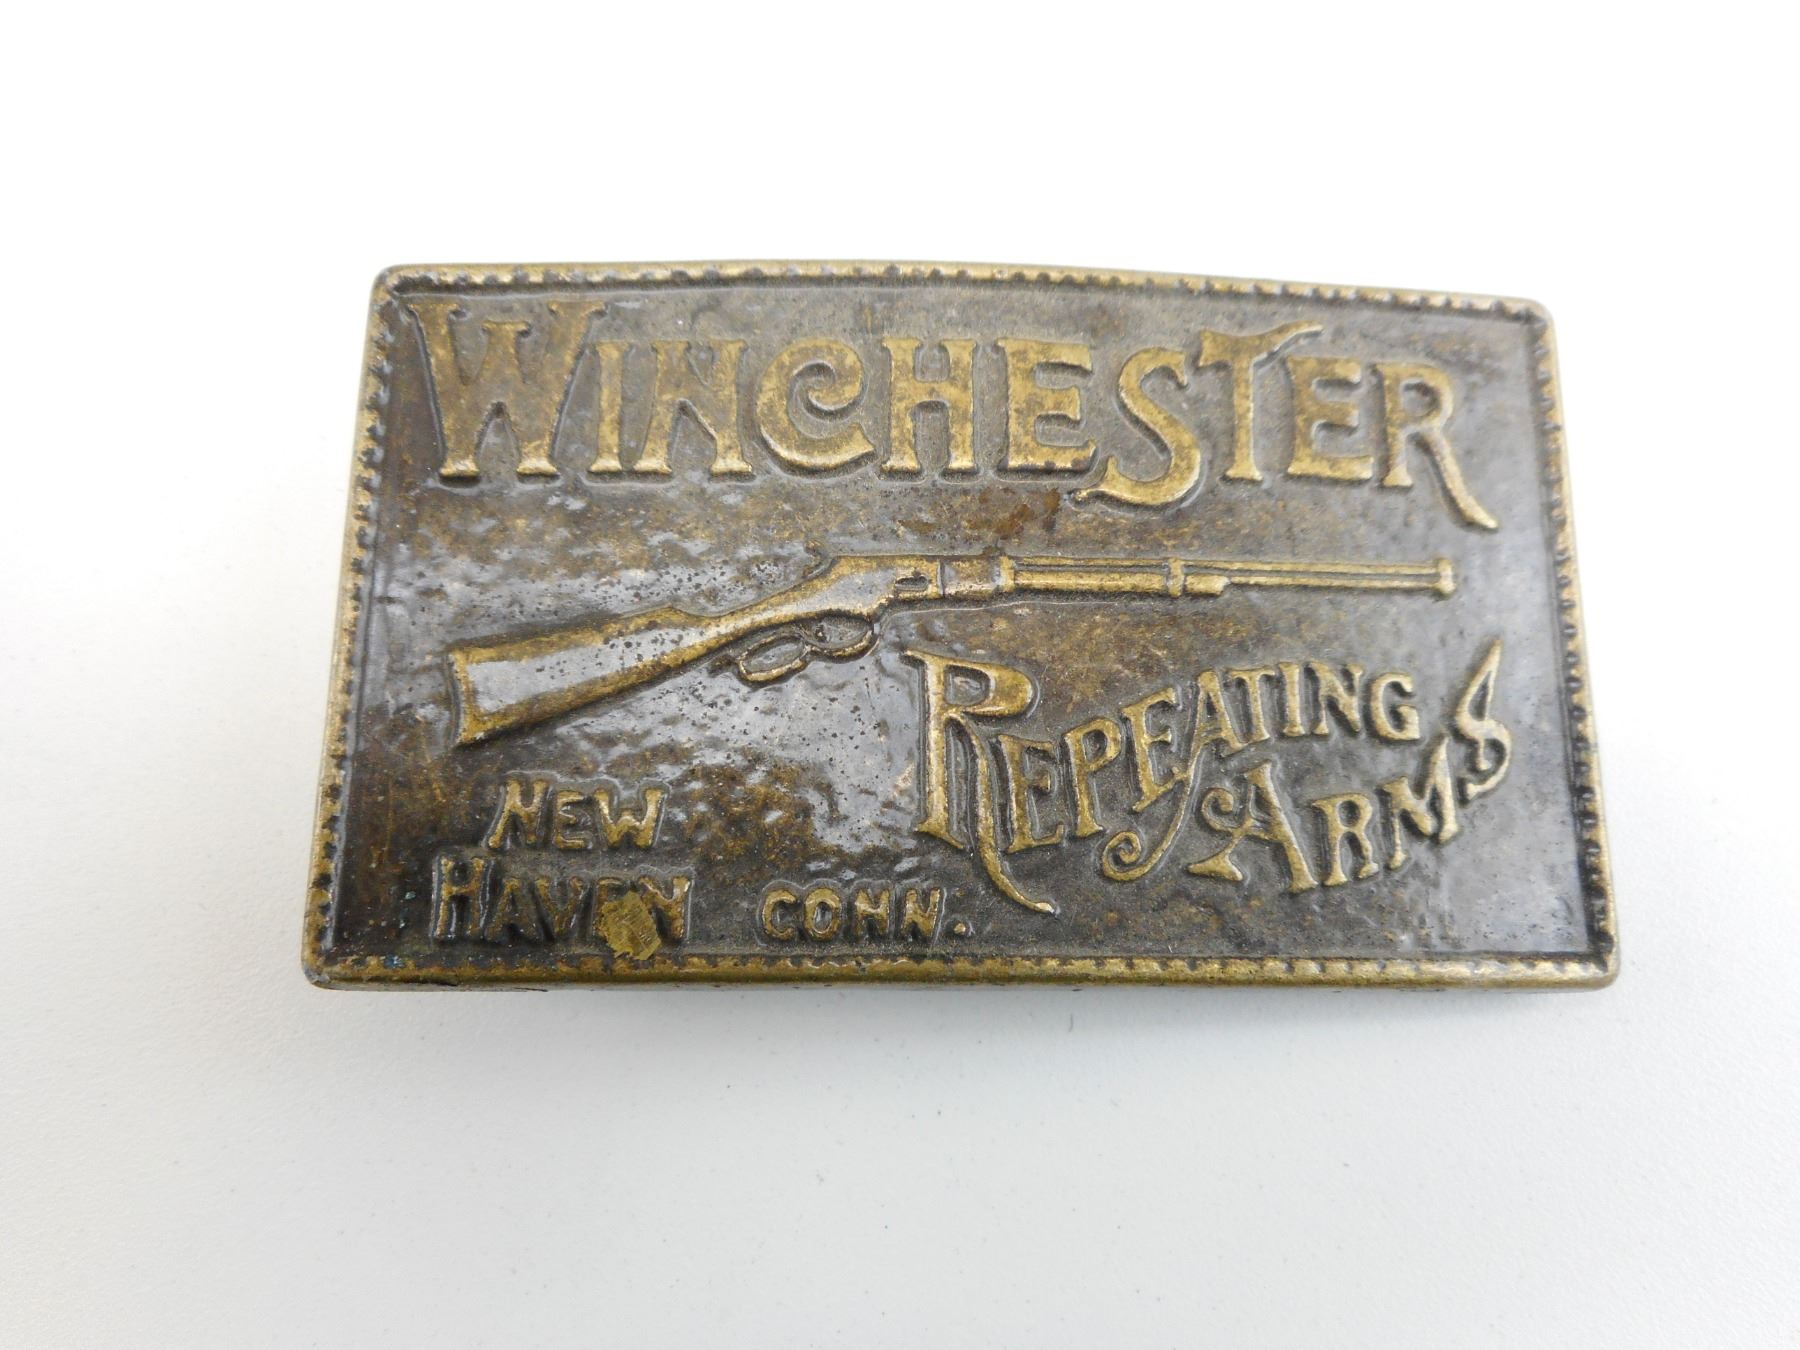 WINCHESTER
REPEATING
ARMS
NEW
HAVEN CONN.